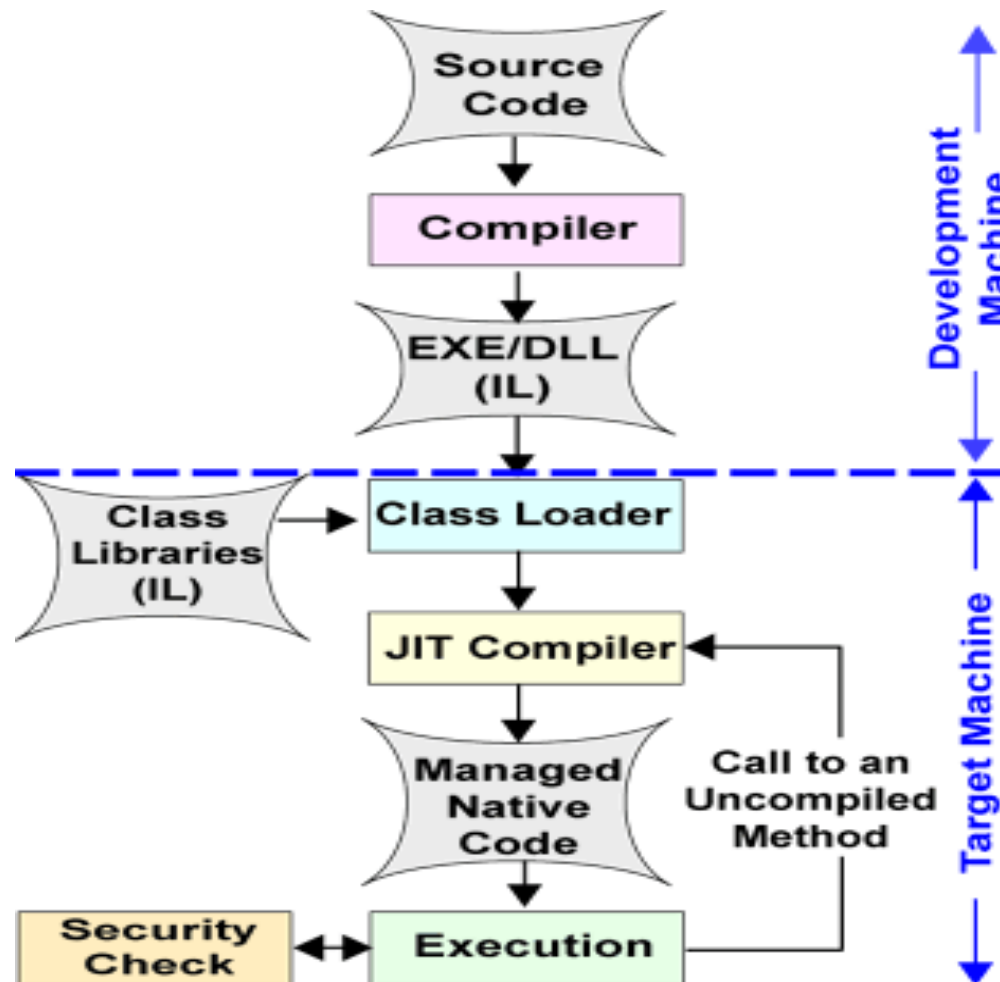 Source
Code
Compiler
EXE/DLL
(IL)
Class
Libraries
(IL)
Class Loader
JIT Compiler
Managed
Native
Code
Call to an
Uncompiled
Method
Security
Check
Execution
Development
Machine
Target Machine